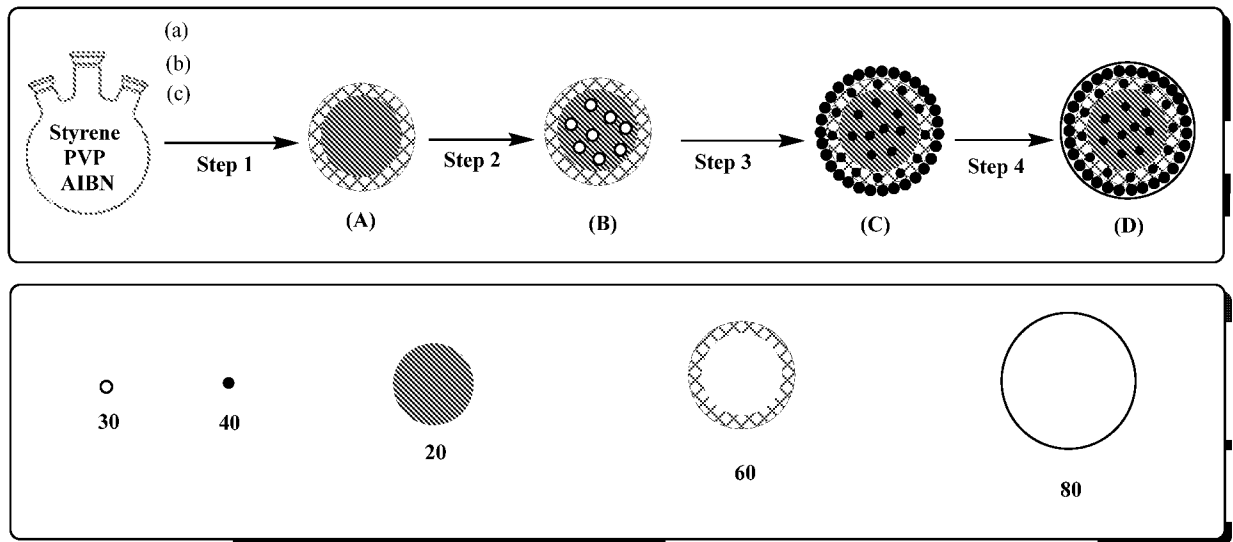 (a)
(b)
(c)
Styrene
PVP
AIBN
Step 1
Step 2
Step 3
Step 4
(A)
(B)
(C)
(D)
30
40
20
60
80